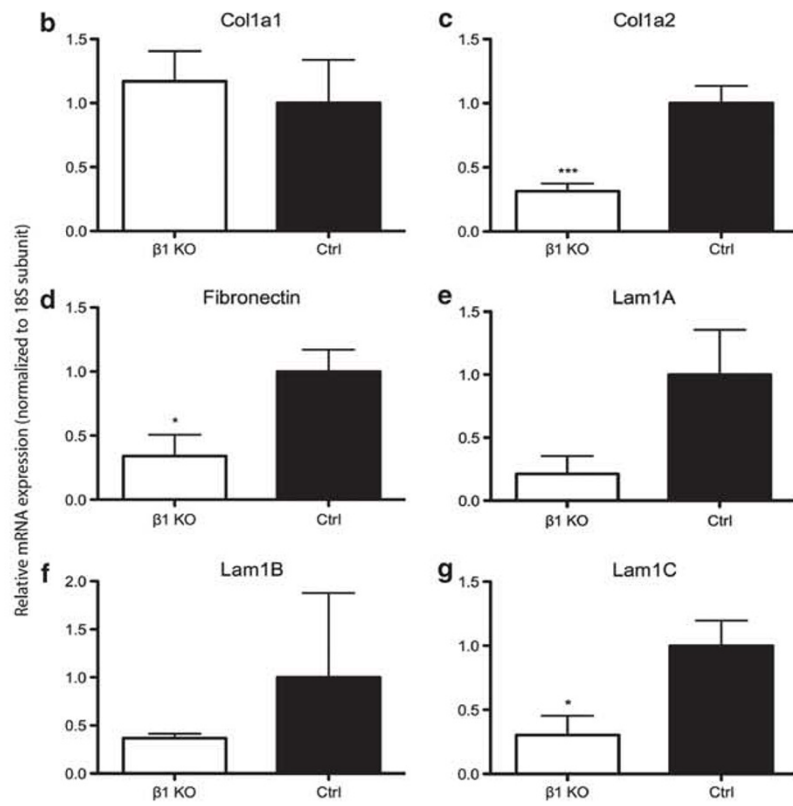 Relative mRNA expression (normalized to 18S subunit)
b
Col1a1
1.5
1.0
0.5
0.0
β1 KO
Ctrl
c
Col1a2
1.5
1.0
0.5
0.0
***
β1 KO
Ctrl
d
Fibronectin
1.5
1.0
0.5
0.0
*
β1 KO
Ctrl
e
Lam1A
1.5
1.0
0.5
0.0
β1 KO
Ctrl
f
Lam1B
2.0
1.5
1.0
0.5
0.0
β1 KO
Ctrl
g
Lam1C
1.5
1.0
0.5
0.0
*
β1 KO
Ctrl